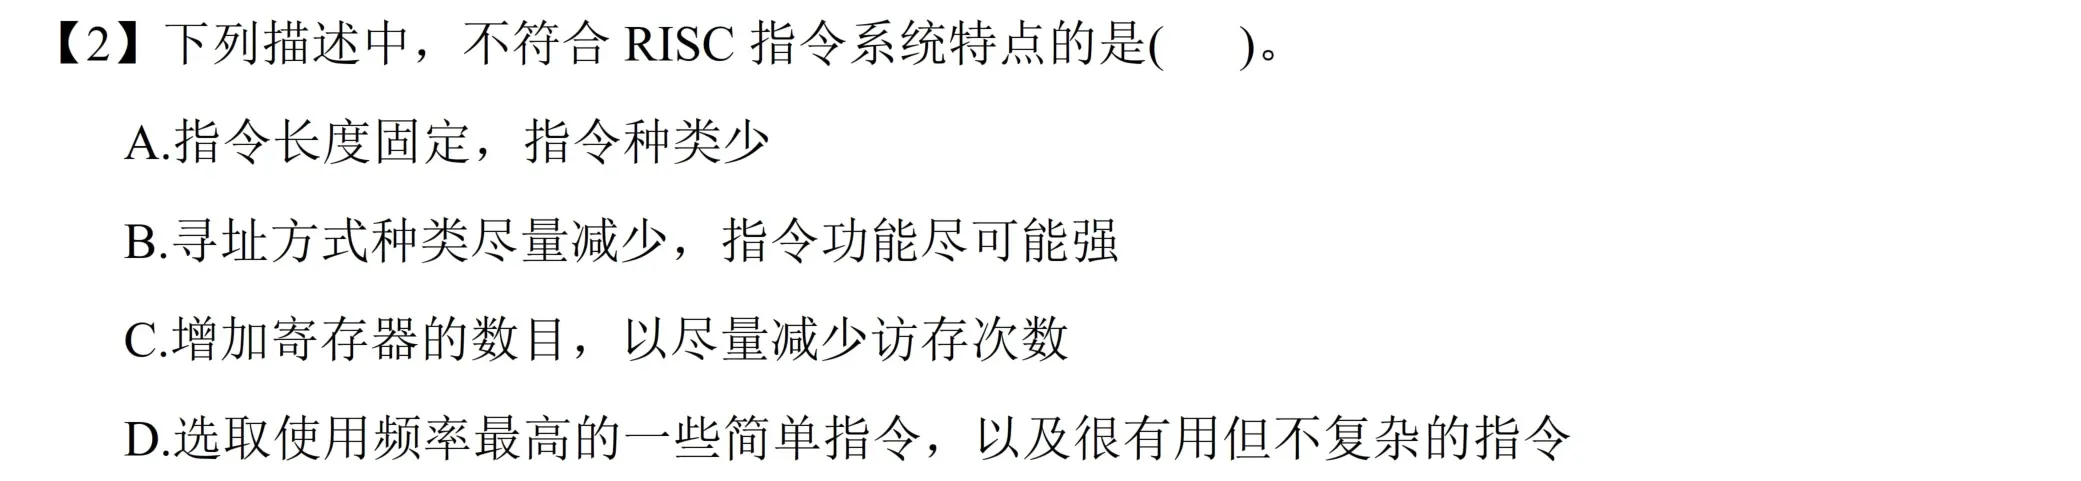 【2】下列描述中，不符合 RISC 指令系统特点的是(    )。
A.指令长度固定，指令种类少
B.寻址方式种类尽量减少，指令功能尽可能强
C.增加寄存器的数目，以尽量减少访存次数
D.选取使用频率最高的一些简单指令，以及很有用但不复杂的指令